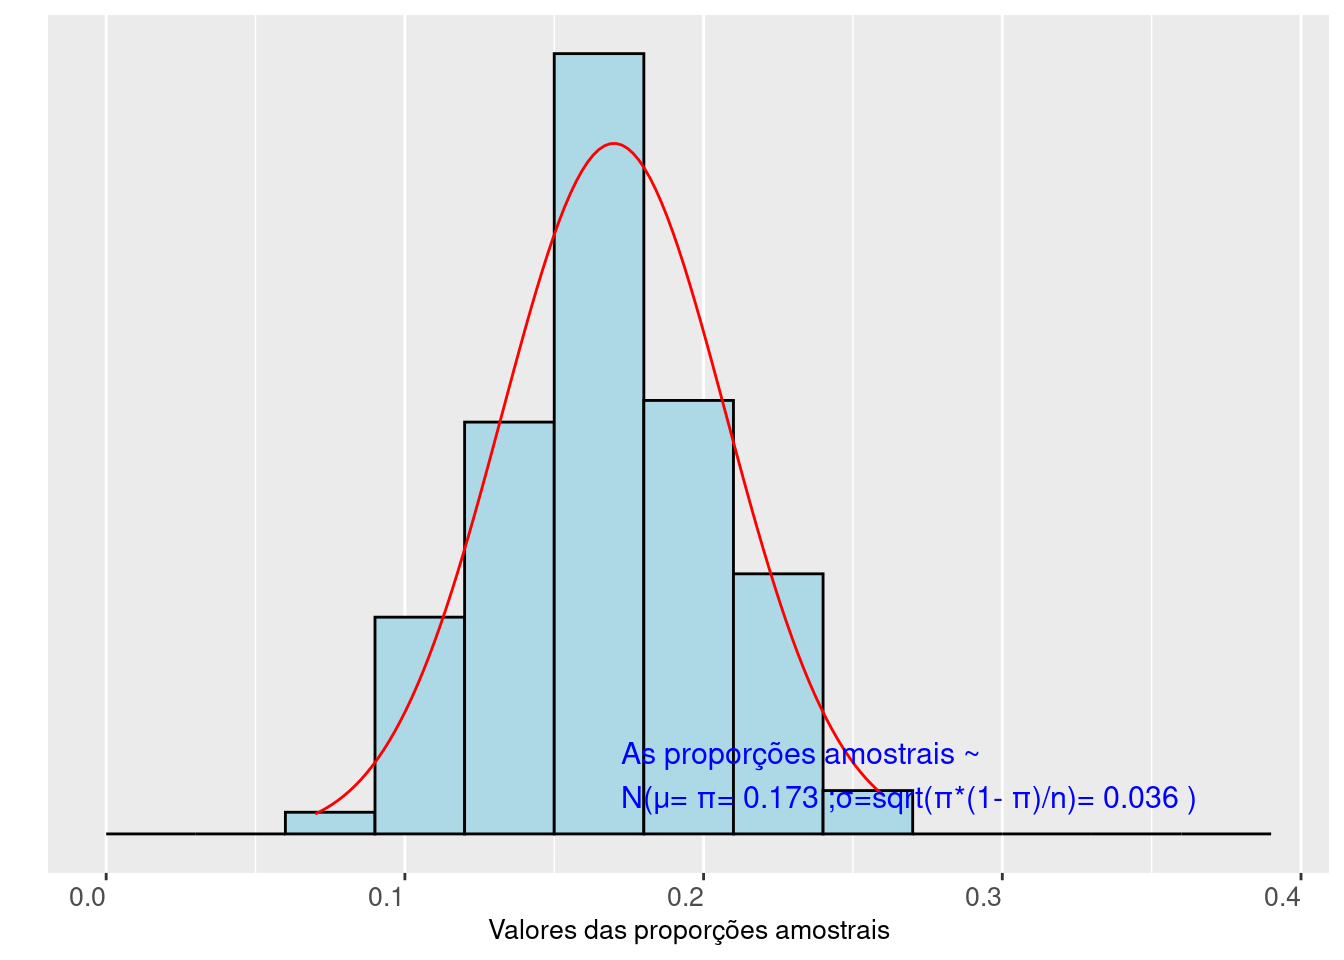 As proporções amostrais ~
N(μ= π= 0.173 ;σ=sqrt(π*(1- π)/n)= 0.036 )
0.0 0.1 0.2 0.3 0.4
Valores das proporções amostrais